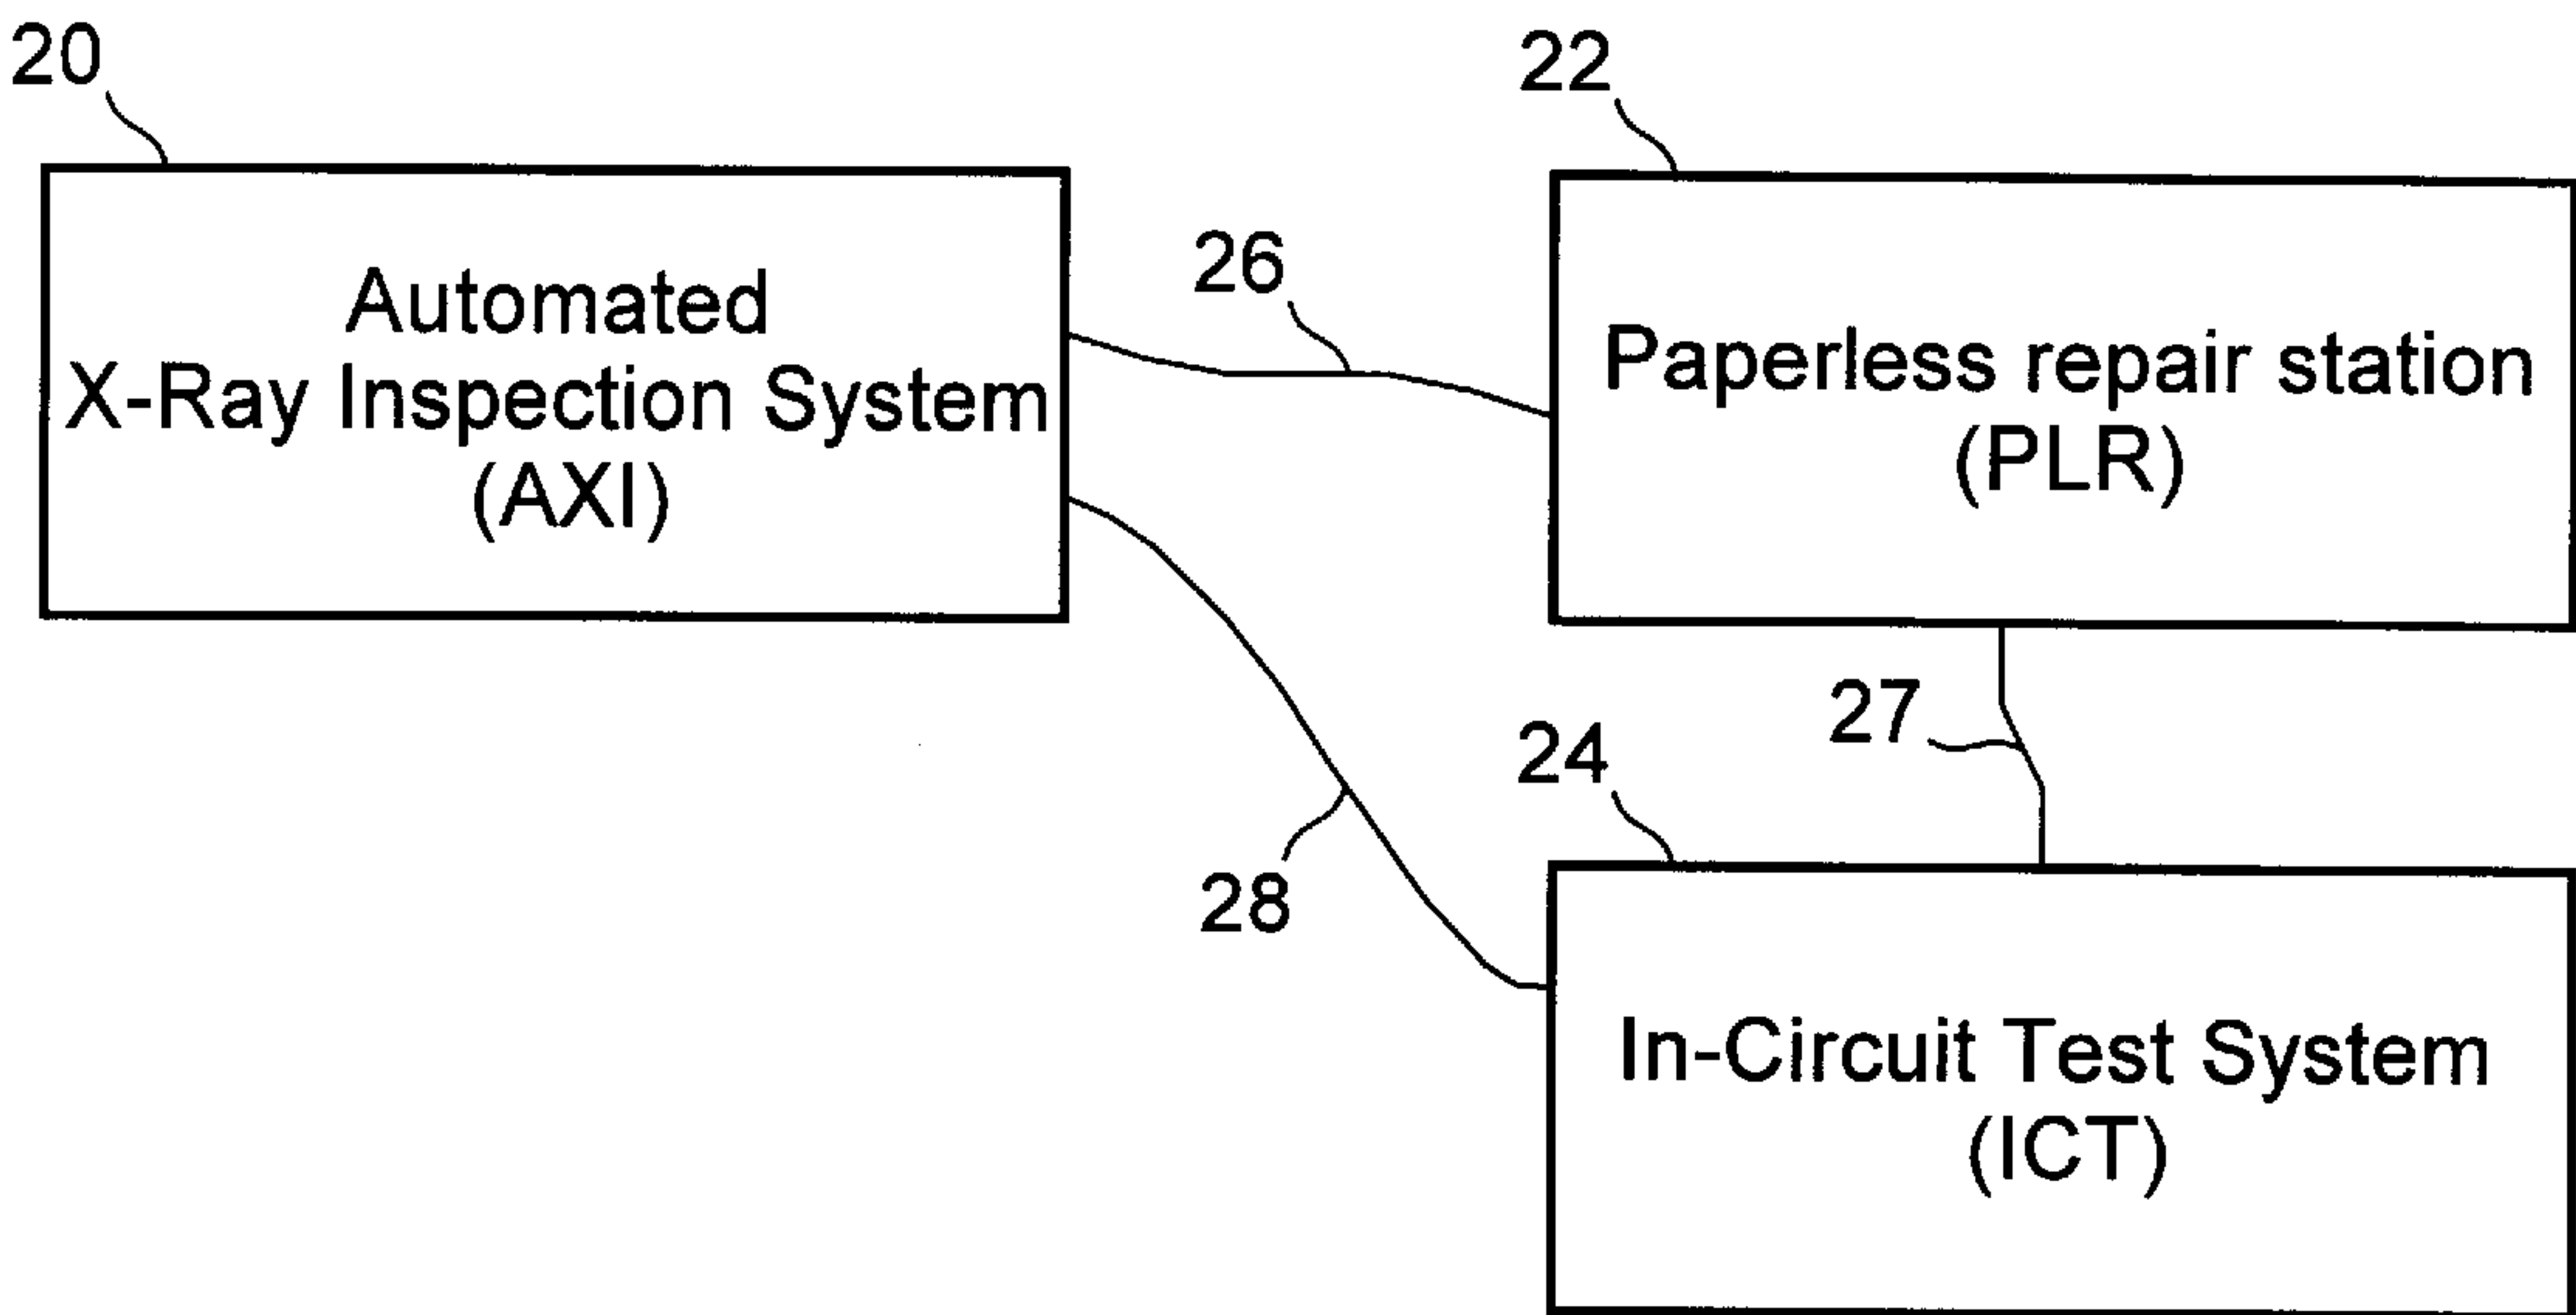 20
22
Automated
X-Ray Inspection System
(AXI)
26
Paperless repair station
(PLR)
27
24
28
In-Circuit Test System
(ICT)